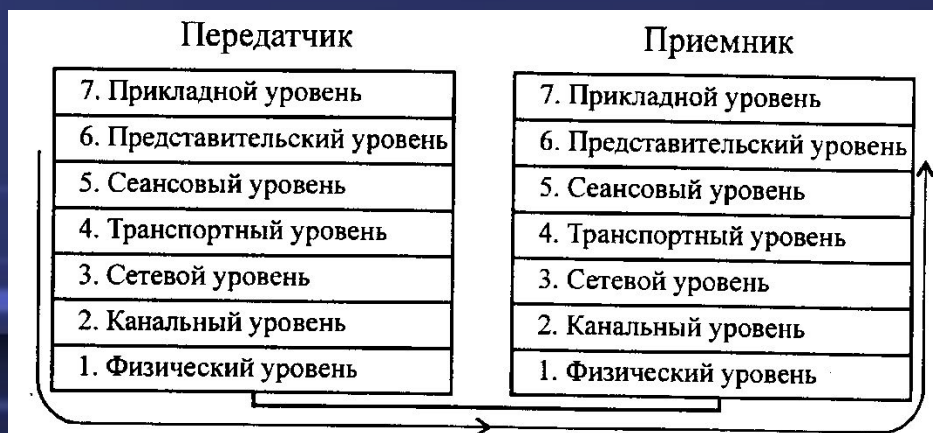 Передатчик
7. Прикладной уровень
6. Представительский уровень
5. Сеансовый уровень
4. Транспортный уровень
3. Сетевой уровень
2. Канальный уровень
1. Физический уровень
Приемник
7. Прикладной уровень
6. Представительский уровень
5. Сеансовый уровень
4. Транспортный уровень
3. Сетевой уровень
2. Канальный уровень
1. Физический уровень